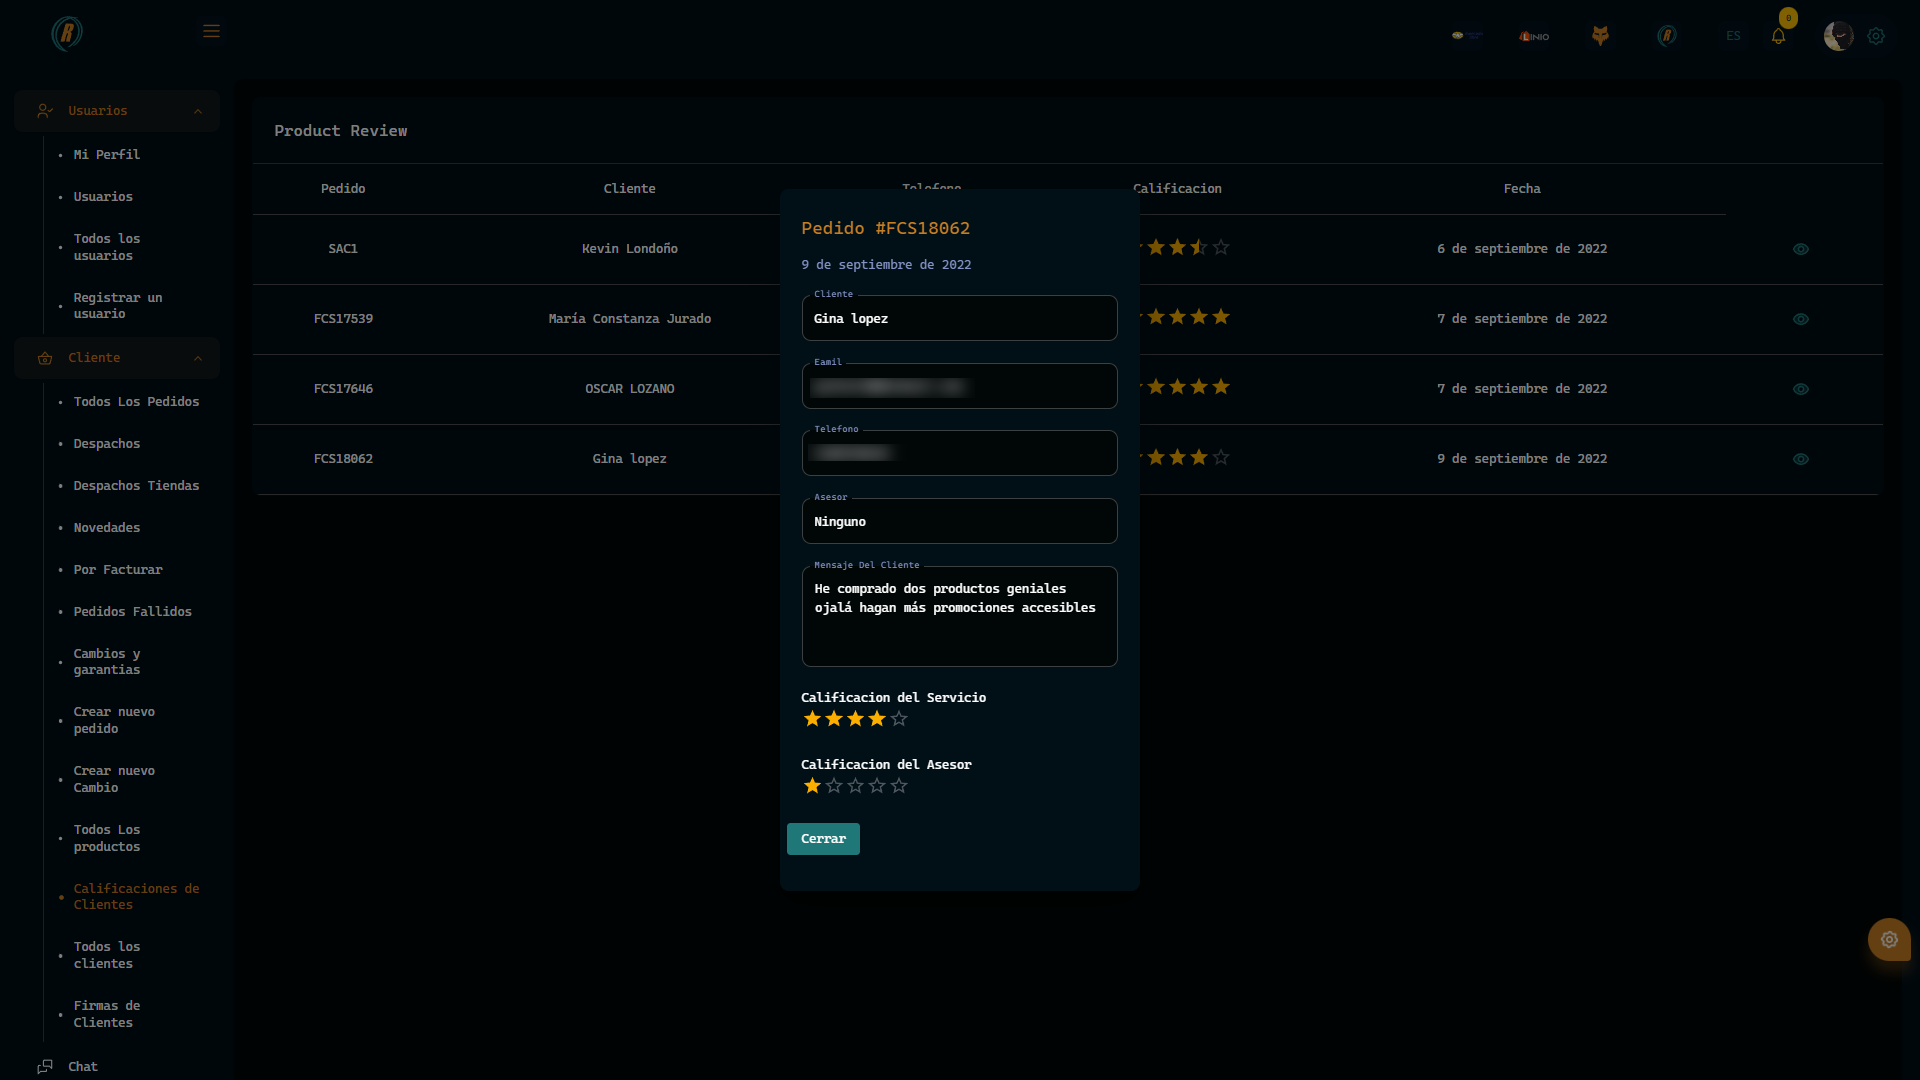 R
LINIO
R
ES
0
Usuarios
Mi Perfil
Usuarios
Todos los
usuarios
Registrar un
usuario
Cliente
Todos Los Pedidos
Despachos
Despachos Tiendas
Novedades
Por Facturar
Pedidos Fallidos
Cambios y
garantias
Crear nuevo
pedido
Crear nuevo
Cambio
Todos Los
productos
Calificaciones de
Clientes
Todos los
clientes
Firmas de
Clientes
Chat
Product Review
Pedido Cliente Telefono Calificacion Fecha
SAC1 Kevin Londoño 6 de septiembre de 2022
FCS17539 María Constanza Jurado 7 de septiembre de 2022
FCS17646 OSCAR LOZANO 7 de septiembre de 2022
FCS18062 Gina lopez 9 de septiembre de 2022
Pedido #FCS18062
9 de septiembre de 2022
Cliente
Gina lopez
Eamil
Telefono
Asesor
Ninguno
Mensaje Del Cliente
He comprado dos productos geniales
ojalá hagan más promociones accesibles
Calificacion del Servicio
Calificacion del Asesor
Cerrar